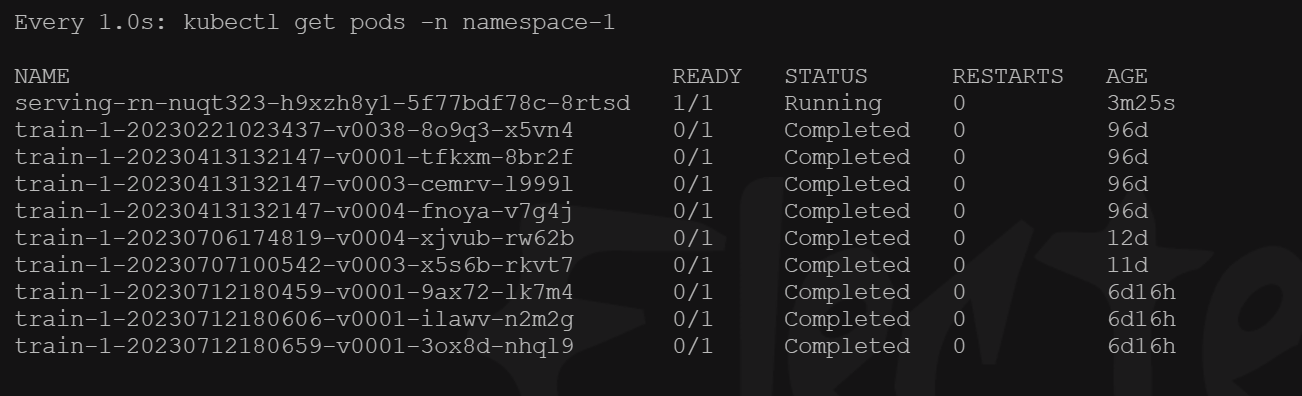 Every 1.0s: kubectl get pods -n namespace-1
NAME READY STATUS RESTARTS AGE
serving-rn-nuqt323-h9xzh8y1-5f77bdf78c-8rtsd 1/1 Running 0 3m25s
train-1-20230221023437-v0038-8o9q3-x5vn4 0/1 Completed 0 96d
train-1-20230413132147-v0001-tfkxm-8br2f 0/1 Completed 0 96d
train-1-20230413132147-v0003-cemrv-l999l 0/1 Completed 0 96d
train-1-20230413132147-v0004-fnoya-v7g4j 0/1 Completed 0 96d
train-1-20230706174819-v0004-xjvub-rw62b 0/1 Completed 0 12d
train-1-20230707100542-v0003-x5s6b-rkvt7 0/1 Completed 0 11d
train-1-20230712180459-v0001-9ax72-lk7m4 0/1 Completed 0 6d16h
train-1-20230712180606-v0001-ilawv-n2m2g 0/1 Completed 0 6d16h
train-1-20230712180659-v0001-3ox8d-nhql9 0/1 Completed 0 6d16h